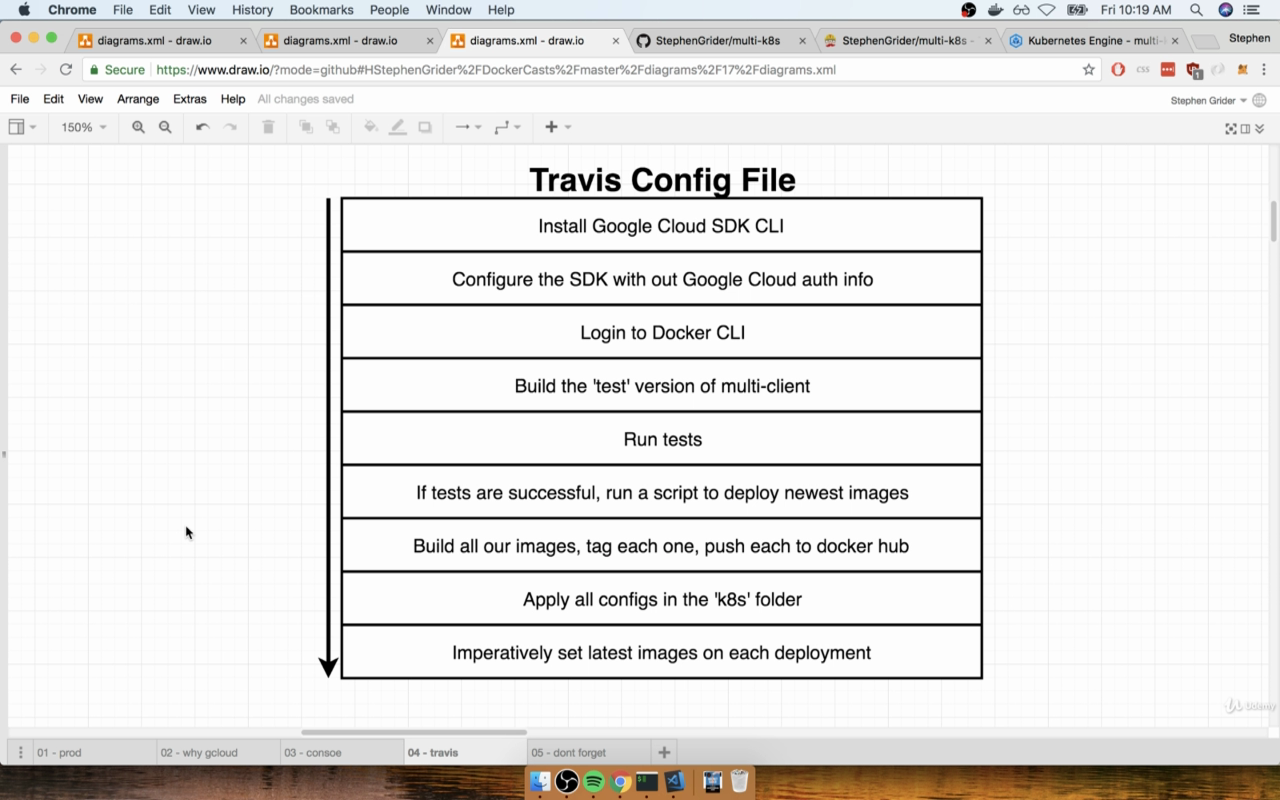 Chrome File Edit View History Bookmarks People Window Help Fri 10:19 AM
diagrams.xml - draw.io diagrams.xml - draw.io diagrams.xml - draw.io StephenGrider/multi-k8s StephenGrider/multi-k8s - Kubernetes Engine - multi- Stephen
Secure https://www.draw.io/?mode=github#HStephenGrider%2FDockerCasts%2Fmaster%2Fdiagrams%2F17%2Fdiagrams.xml css 1
File Edit View Arrange Extras Help All changes saved Stephen Grider
150%
Travis Config File
Install Google Cloud SDK CLI
Configure the SDK with out Google Cloud auth info
Login to Docker CLI
Build the 'test' version of multi-client
Run tests
If tests are successful, run a script to deploy newest images
Build all our images, tag each one, push each to docker hub
Apply all configs in the 'k8s' folder
Imperatively set latest images on each deployment
Udemy
01 - prod 02 - why gcloud 03 - consoe 04 - travis 05 - dont forget